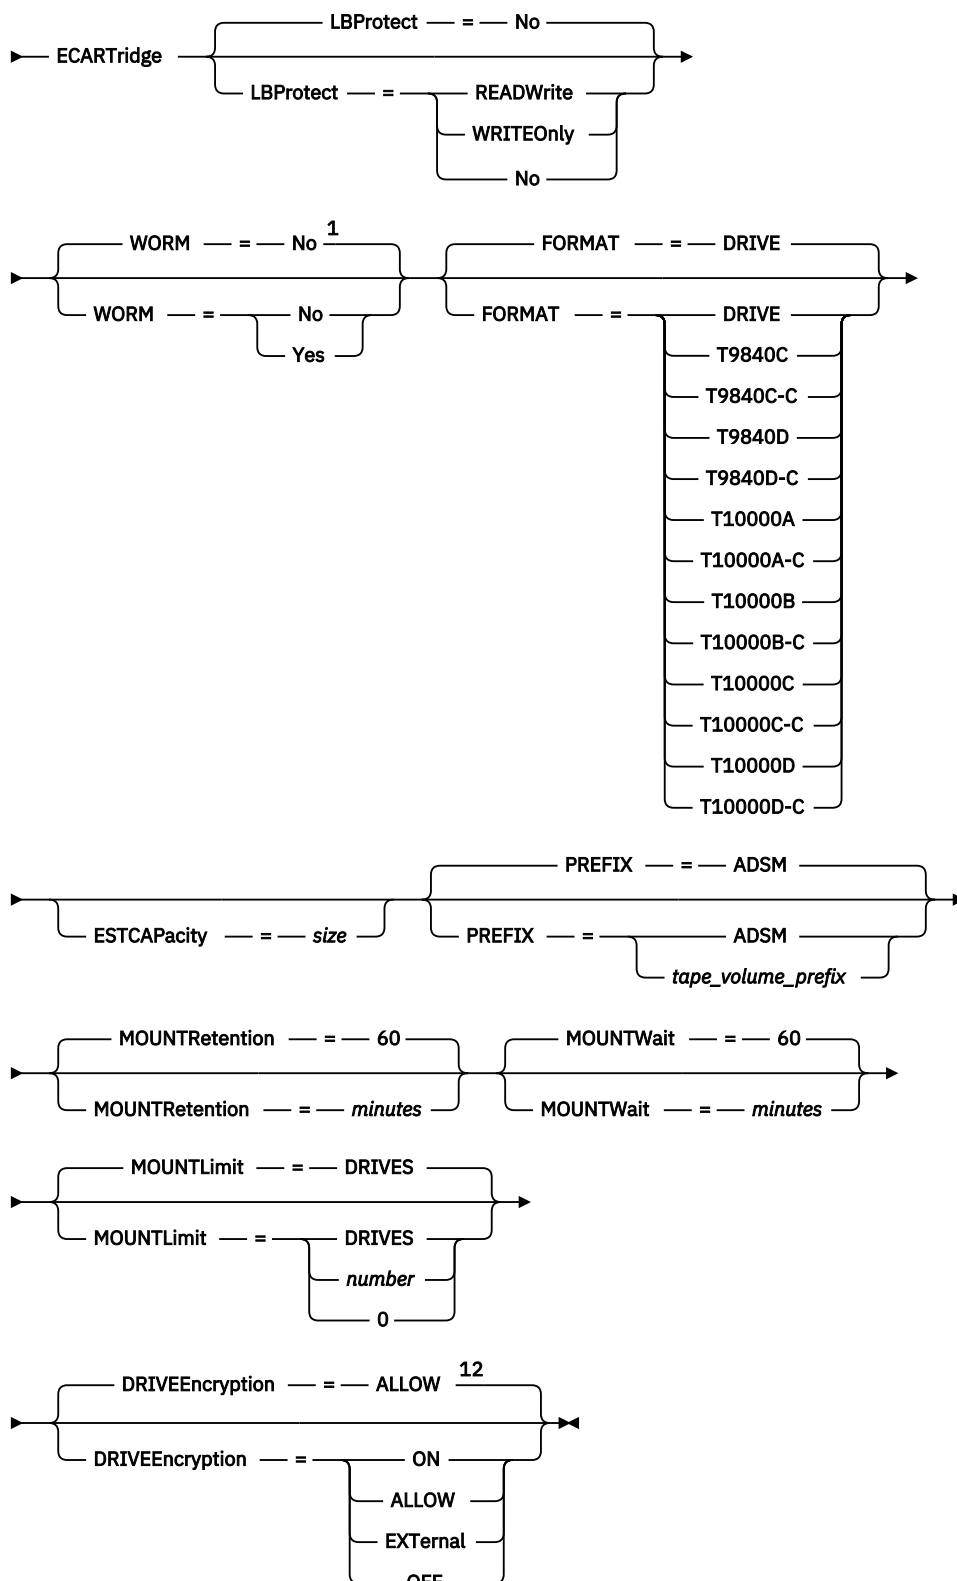 LBProtect = No
ECARTridge
LBProtect = READWrite
WRITEOnly
No
WORM = No 1 FORMAT = DRIVE
WORM = No FORMAT = DRIVE
Yes T9840C
T9840C-C
T9840D
T9840D-C
T10000A
T10000A-C
T10000B
T10000B-C
T10000C
T10000C-C
T10000D
T10000D-C
PREFIX = ADSM
ESTCAPacity = size PREFIX = ADSM
tape_volume_prefix
MOUNTRetention = 60 MOUNTWait = 60
MOUNTRetention = minutes MOUNTWait = minutes
MOUNTLimit = DRIVES
MOUNTLimit = DRIVES
number
0
DRIVEEncryption = ALLOW 12
DRIVEEncryption = ON
ALLOW
EXTernal
OFF